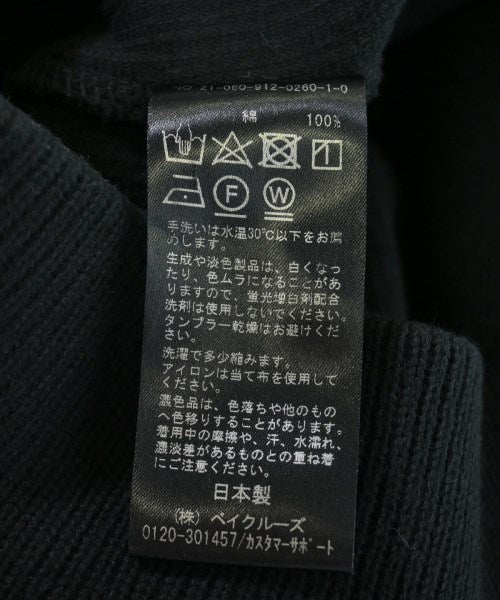 NO 21-060-912-0260-1-0
綿 100%
F W
手洗いは水温30℃以下をお薦
めします。
生成や淡色製品は、白くなっ
たり、色ムラになることがあ
りますので、蛍光増白剤配合
洗剤は使用しないでください。
タンブラー乾燥はお避けくだ
さい。
洗濯で多少縮みます。
アイロンは当て布を使用して
ください。
濃色品は、色落ちや他のもの
へ色移りすることがあります。
着用中の摩擦や、汗、水濡れ、
濃淡差があるものとの重ね着
にご注意ください。
日本製
(株) ベイクルーズ
0120-301457/カスタマーサポート